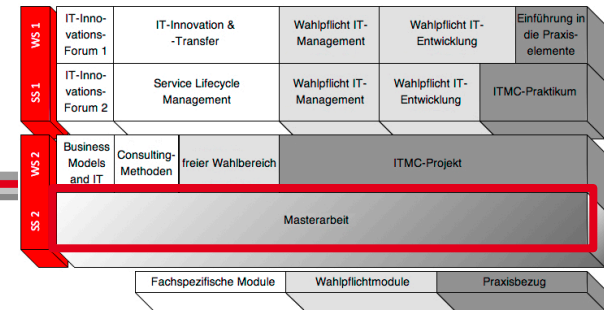 WS 1
IT-Inno-
vations-
Forum 1
IT-Innovation &
-Transfer
Wahlpflicht IT-
Management
Wahlpflicht IT-
Entwicklung
Einführung in
die Praxis-
elemente
SS 1
IT-Inno-
vations-
Forum 2
Service Lifecycle
Management
Wahlpflicht IT-
Management
Wahlpflicht IT-
Entwicklung
ITMC-Praktikum
WS 2
Business
Models
and IT
Consulting-
Methoden
freier Wahlbereich
ITMC-Projekt
SS 2
Masterarbeit
Fachspezifische Module
Wahlpflichtmodule
Praxisbezug